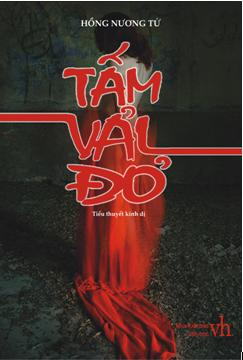 HỒNG NƯƠNG TỬ
TẤM
VẢI
ĐỎ
Tiểu thuyết kinh dị
vh